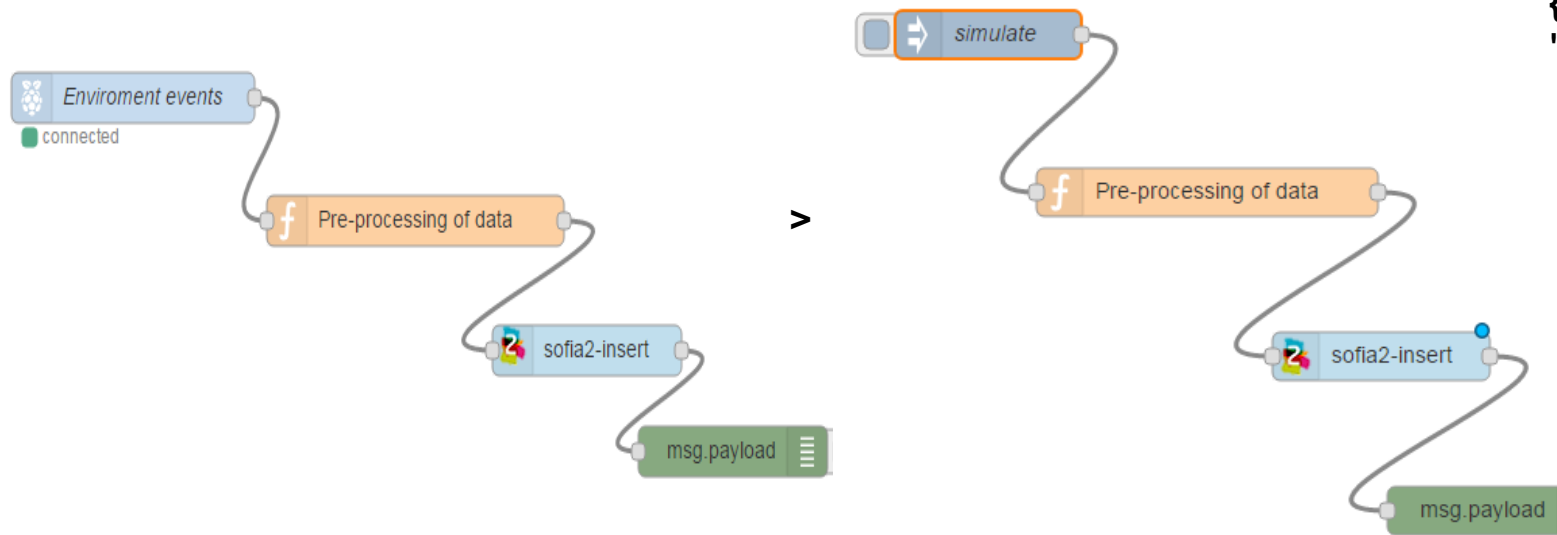 Enviroment events
connected
Pre-processing of data
sofia2-insert
msg.payload
>
simulate
Pre-processing of data
sofia2-insert
msg.payload
{
'